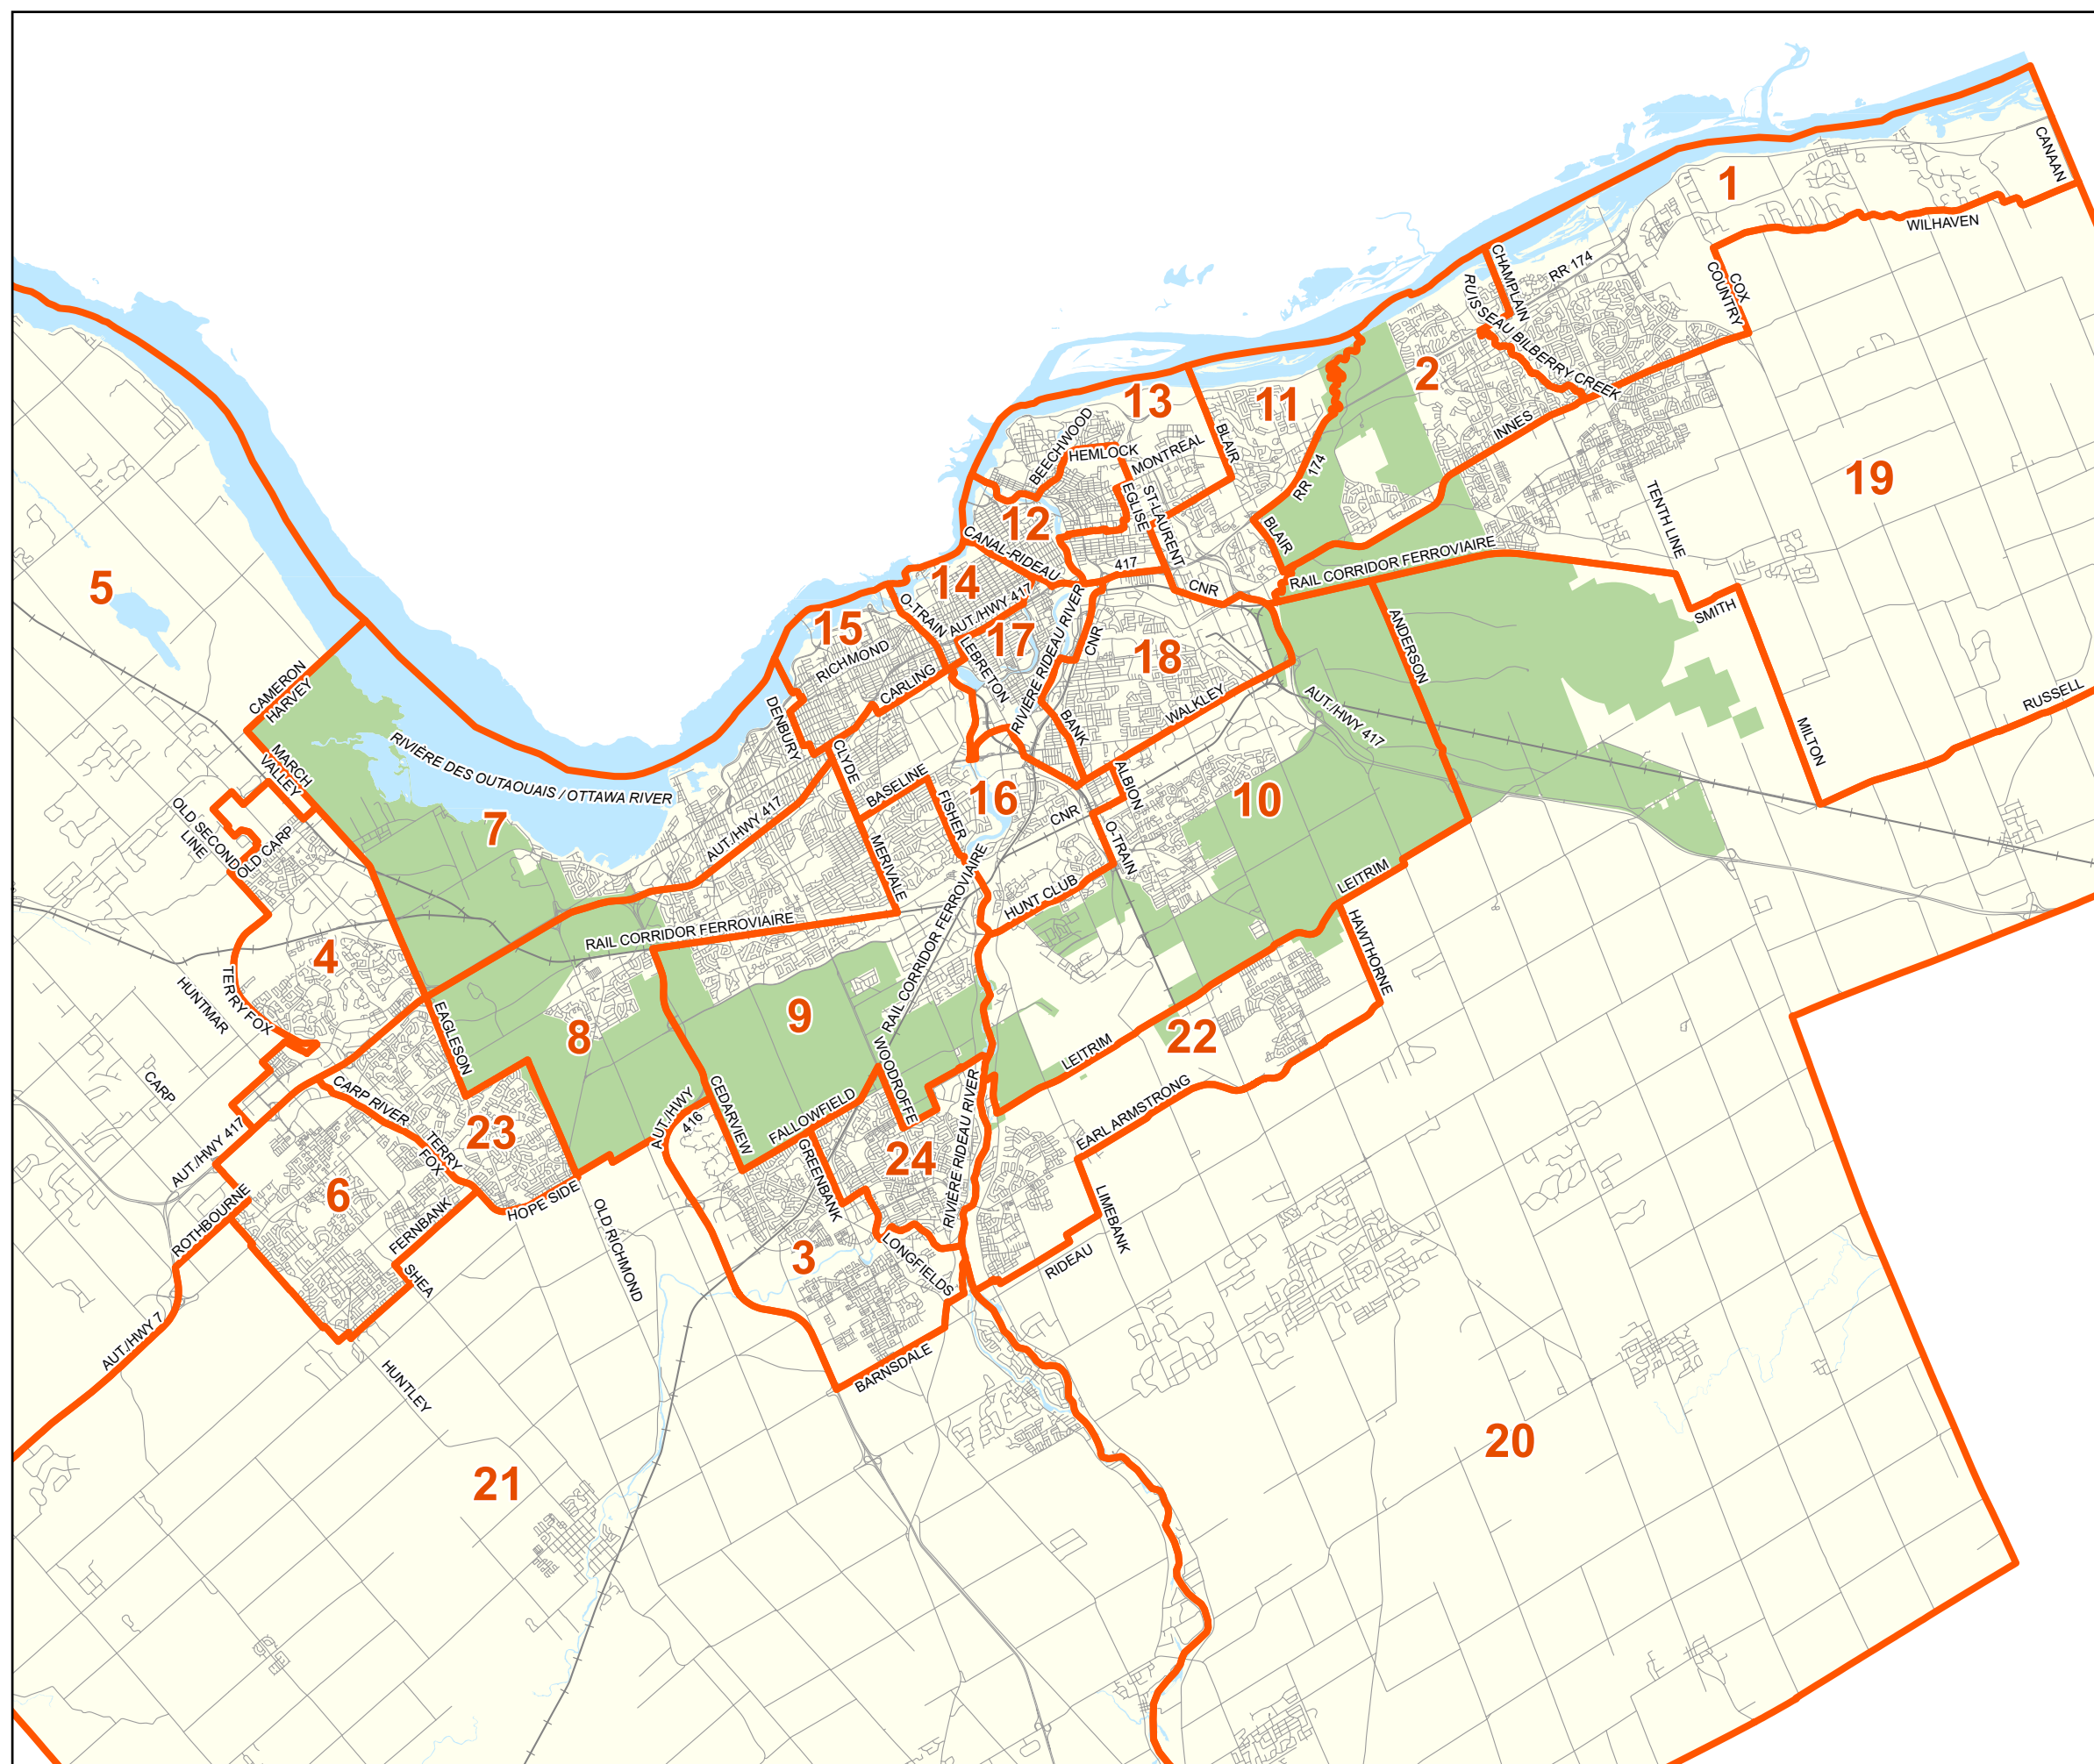 CANAAN
1
WILHAVEN
COX
COUNTRY
CHAMPLAIN
RR 174
RUISSEAU BILBERRY CREEK
2
13
11
BEECHWOOD
HEMLOCK
MONTREAL
BLAIR
INNES
RR 174
19
ST-LAURENT
EGLISE
12
TENTH LINE
CANAL-RIDEAU
BLAIR
RAIL CORRIDOR FERROVIAIRE
417
CNR
5
14
AUT./HWY 417
O-TRAIN
SMITH
ANDERSON
15
17
RIVIÈRE RIDEAU RIVER
CNR
18
RICHMOND
LEBRETON
CARLING
CAMERON
HARVEY
WALKLEY
AUT./HWY 417
RUSSELL
DENBURY
BANK
MILTON
RIVIÈRE DES OUTAOUAIS / OTTAWA RIVER
MARCH
VALLEY
CLYDE
BASELINE
ALBION
16
10
FISHER
CNR
OLD SECOND
LINE
OLD CARP
7
AUT./HWY 417
O-TRAIN
MERIVALE
HUNT CLUB
LEITRIM
RAIL CORRIDOR FERROVIAIRE
RAIL CORRIDOR FERROVIAIRE
HAWTHORNE
4
TERRY FOX
HUNTMAR
EAGLESON
8
9
22
LEITRIM
WOODROFFE
CARP
CARP RIVER
AUT./HWY
416
CEDARVIEW
FALLOWFIELD
RIVIÈRE RIDEAU RIVER
EARL ARMSTRONG
AUT./HWY 417
23
TERRY
FOX
24
GREENBANK
6
ROTHBOURNE
HOPE SIDE
OLD RICHMOND
FERNBANK
LIMEBANK
3
LONGFIELDS
RIDEAU
SHEA
AUT./HWY 7
BARNSDALE
HUNTLEY
20
21